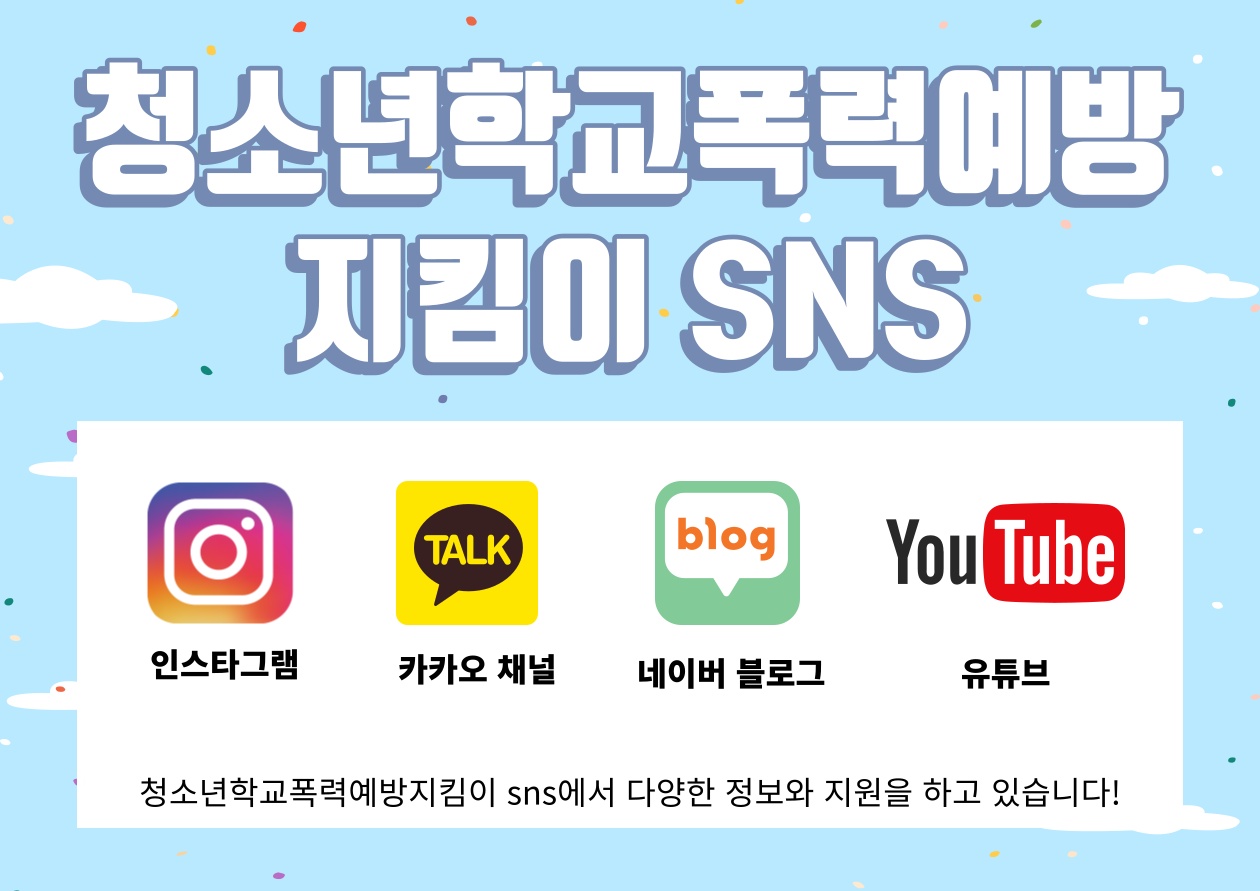 청소년학교폭력예방
지킴이 SNS
TALK
blog
YouTube
인스타그램
카카오 채널
네이버 블로그
유튜브
청소년학교폭력예방지킴이 sns에서 다양한 정보와 지원을 하고 있습니다!